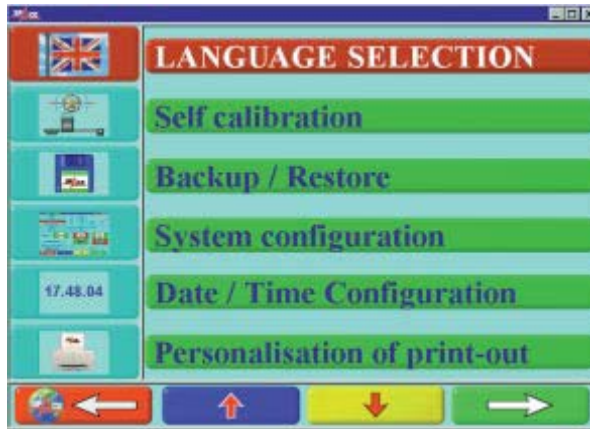 LANGUAGE SELECTION
Self calibration
Backup / Restore
System configuration
17.48.04
Date / Time Configuration
Personalisation of print-out